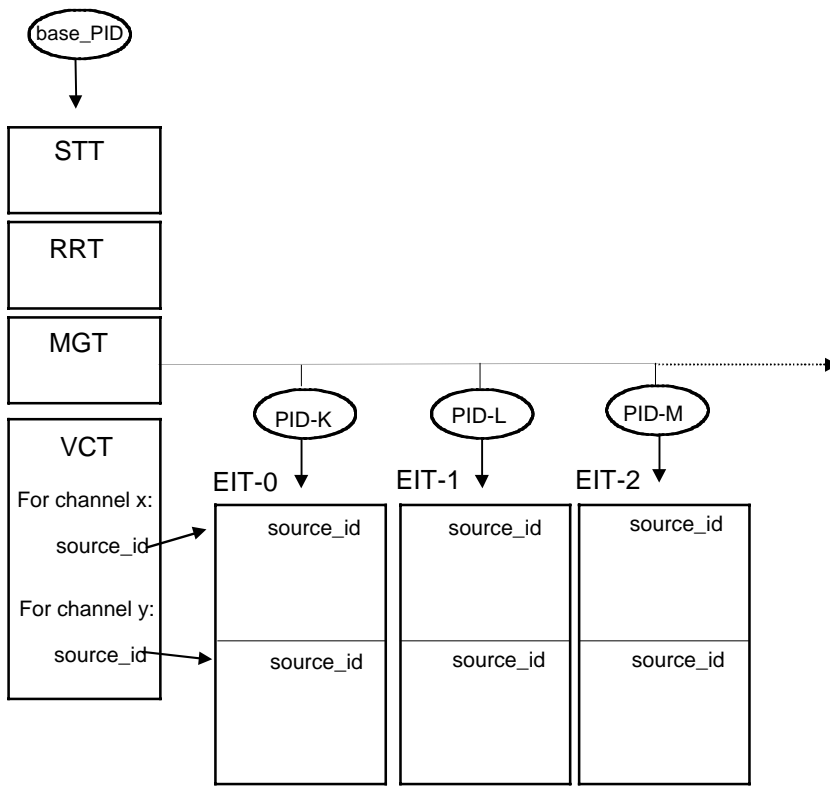 base_PID
STT
RRT
MGT
PID-K
PID-L
PID-M
VCT
For channel x:
source_id
For channel y:
source_id
EIT-0
EIT-1
EIT-2
source_id
source_id
source_id
source_id
source_id
source_id